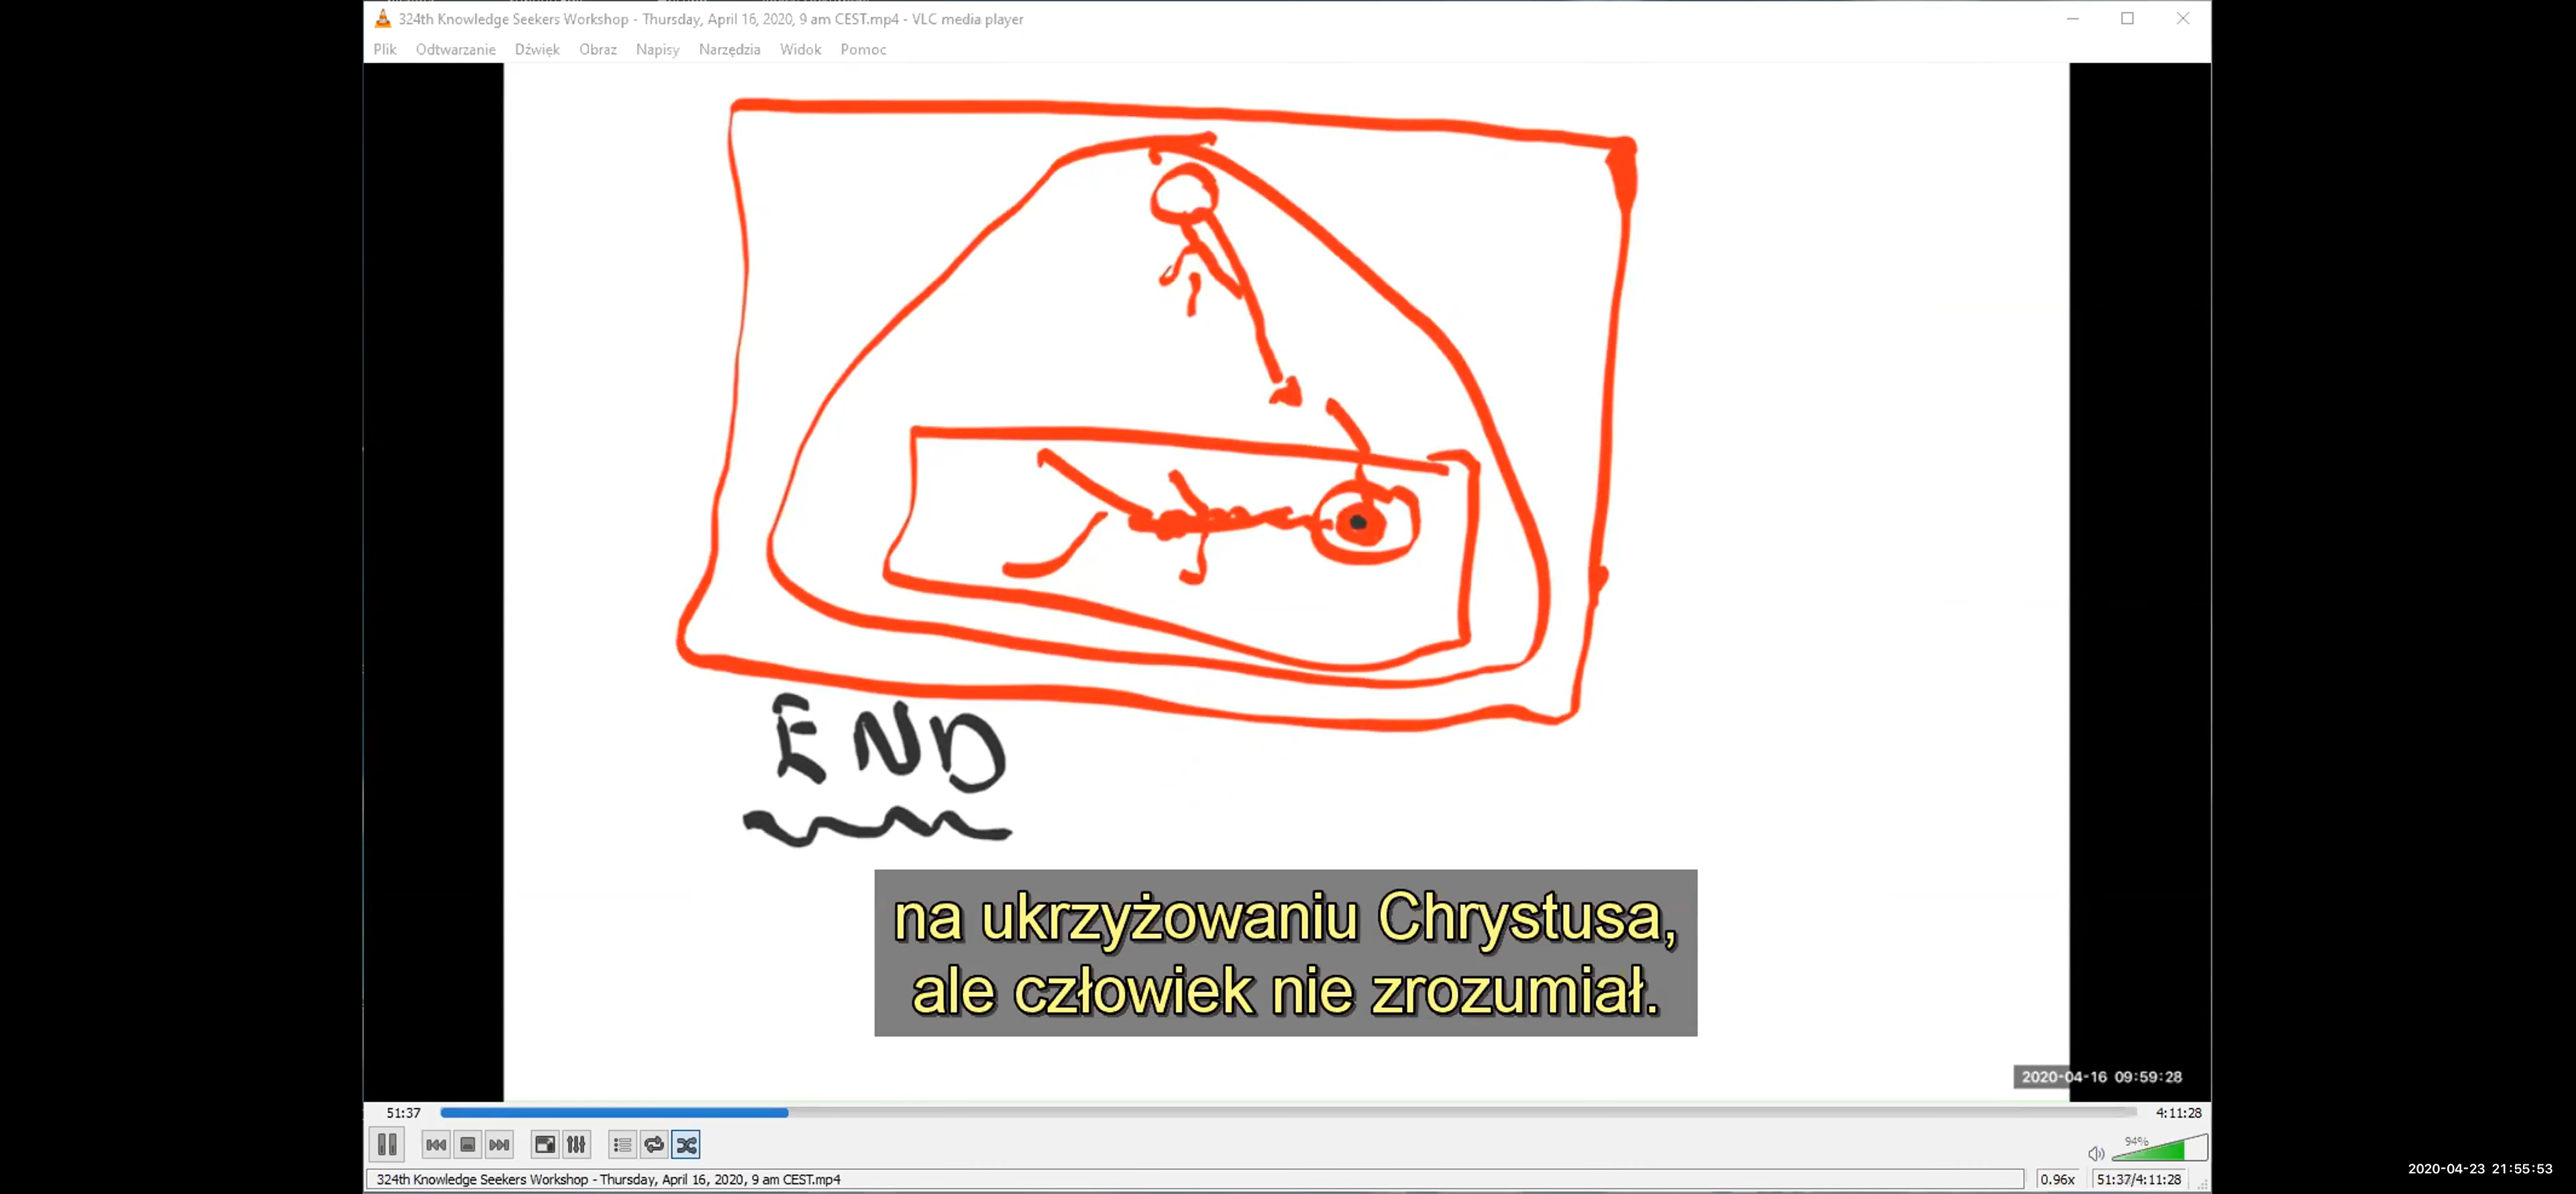 324th Knowledge Seekers Workshop - Thursday, April 16, 2020, 9 am CEST.mp4 - VLC media player
Plik Odtwarzanie Dźwięk Obraz Napisy Narzędzia Widok Pomoc
END
na ukrzyżowaniu Chrystusa,
ale człowiek nie zrozumiał.
2020-04-16 09:59:28
51:37 4:11:28
94%
2020-04-23 21:55:53
324th Knowledge Seekers Workshop - Thursday, April 16, 2020, 9 am CEST.mp4 0.96x 51:37/4:11:28